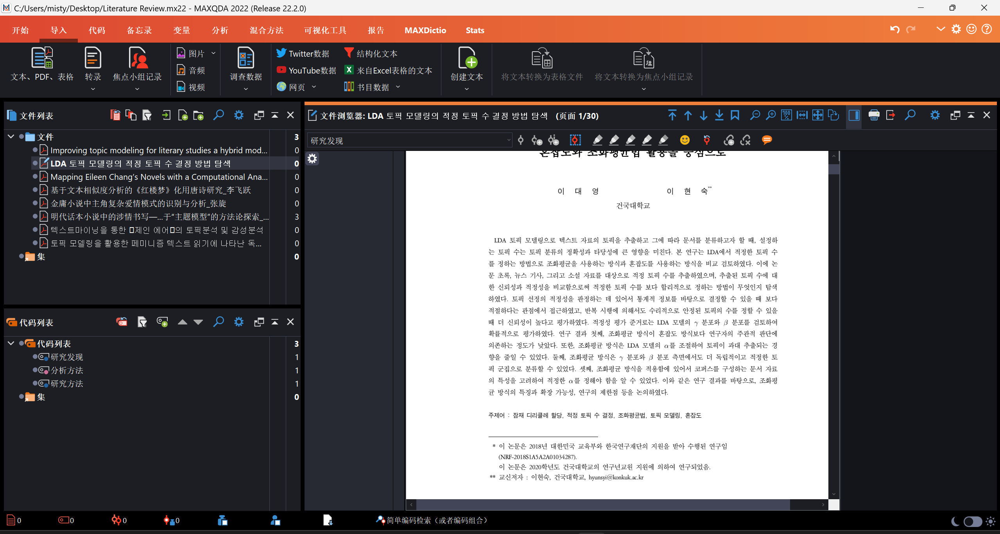 C:/Users/misty/Desktop/Literature Review.mx22 - MAXQDA 2022 (Release 22.2.0)
开始 导入 代码 备忘录 变量 分析 混合方法 可视化工具 报告 MAXDictio Stats
文本、PDF、表格
转录
焦点小组记录
图片
音频
视频
调查数据
Twitter数据
YouTube数据
网页
结构化文本
来自Excel表格的文本
书目数据
创建文本
将文本转换为表格文件
将文本转换为焦点小组记录
文件列表
文件 3
Improving topic modeling for literary studies a hybrid mod... 0
LDA 토픽 모델링의 적정 토픽 수 결정 방법 탐색 0
Mapping Eileen Chang's Novels with a Computational Ana... 0
基于文本相似度分析的《红楼梦》化用唐诗研究_李飞跃 0
金庸小说中主角复杂爱情模式的识别与分析_张旋 0
明代话本小说中的涉情书写—...于“主题模型”的方法论探索_... 3
텍스트마이닝을 통한 □제인 에어□의 토픽분석 및 감성분석 0
토픽 모델링을 활용한 페미니즘 텍스트 읽기에 나타난 독... 0
集 0
代码列表
代码列表 3
研究发现 1
分析方法 1
研究方法 1
集 0
文件浏览器: LDA 토픽 모델링의 적정 토픽 수 결정 방법 탐색 (页面 1/30)
100%
研究发现
혼잡도와 조화평균법 활용을 중심으로
이 대 영 이 현 숙**
건국대학교
LDA 토픽 모델링으로 텍스트 자료의 토픽을 추출하고 그에 따라 문서를 분류하고자 할 때, 설정하
는 토픽 수는 토픽 분류의 정확성과 타당성에 큰 영향을 미친다. 본 연구는 LDA에서 적정한 토픽 수
를 정하는 방법으로 조화평균을 사용하는 방식과 혼잡도를 사용하는 방식을 비교 검토하였다. 이에 논
문 초록, 뉴스 기사, 그리고 소설 자료를 대상으로 적정 토픽 수를 추출하였으며, 추출된 토픽 수에 대
한 신뢰성과 적정성을 비교함으로써 적정한 토픽 수를 보다 합리적으로 정하는 방법이 무엇인지 탐색
하였다. 토픽 선정의 적정성을 판정하는 데 있어서 통계적 정보를 바탕으로 결정할 수 있을 때 보다
적절하다는 관점에서 접근하였고, 반복 시행에 의해서도 수리적으로 안정된 토픽의 수를 정할 수 있을
때 더 신뢰성이 높다고 평가하였다. 적정성 평가 준거로는 LDA 모델의 γ 분포와 β 분포를 검토하여
확률적으로 평가하였다. 연구 결과 첫째, 조화평균 방식이 혼잡도 방식보다 연구자의 주관적 판단에
의존하는 정도가 낮았다. 또한, 조화평균 방식은 LDA 모델의 α를 조절하여 토픽이 과대 추출되는 경
향을 줄일 수 있었다. 둘째, 조화평균 방식은 γ 분포와 β 분포 측면에서도 더 독립적이고 적정한 토
픽 군집으로 분류할 수 있었다. 셋째, 조화평균 방식을 적용함에 있어서 코퍼스를 구성하는 문서 자료
의 특성을 고려하여 적정한 α를 정해야 함을 알 수 있었다. 이와 같은 연구 결과를 바탕으로, 조화평
균 방식의 특징과 확장 가능성, 연구의 제한점 등을 논의하였다.
주제어 : 잠재 디리클레 할당, 적정 토픽 수 결정, 조화평균법, 토픽 모델링, 혼잡도
* 이 논문은 2018년 대한민국 교육부와 한국연구재단의 지원을 받아 수행된 연구임
(NRF-2018S1A5A2A01034287).
이 논문은 2020학년도 건국대학교의 연구년교원 지원에 의하여 연구되었음.
** 교신저자 : 이현숙, 건국대학교, hyunsyi@konkuk.ac.kr
0 0 0 0 简单编码检索（或者编码组合）